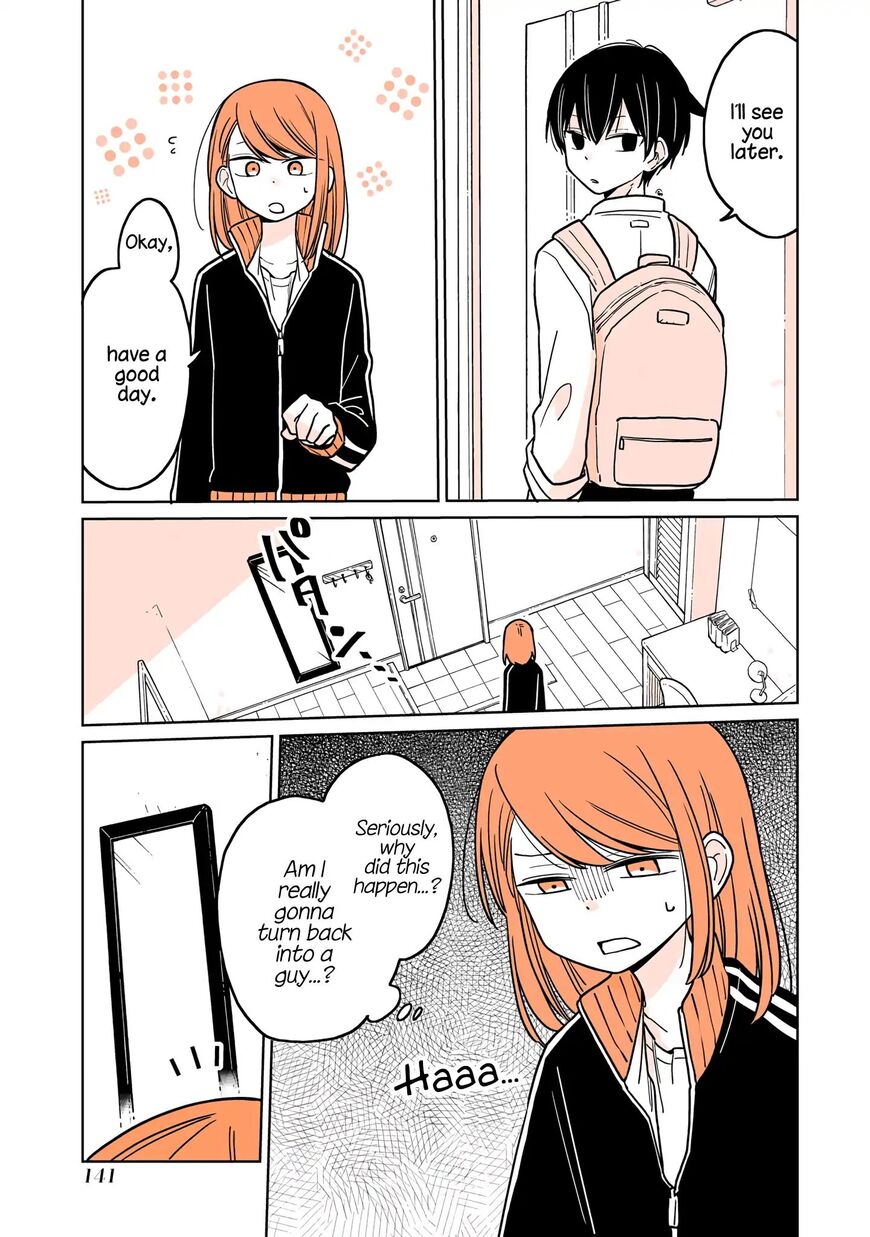 I'll see
you
later.
Okay,
have a
good
day.
パタン…
Seriously,
why
did this
happen...?
Am I
really
gonna
turn back
into a
guy...?
Haaa...
141